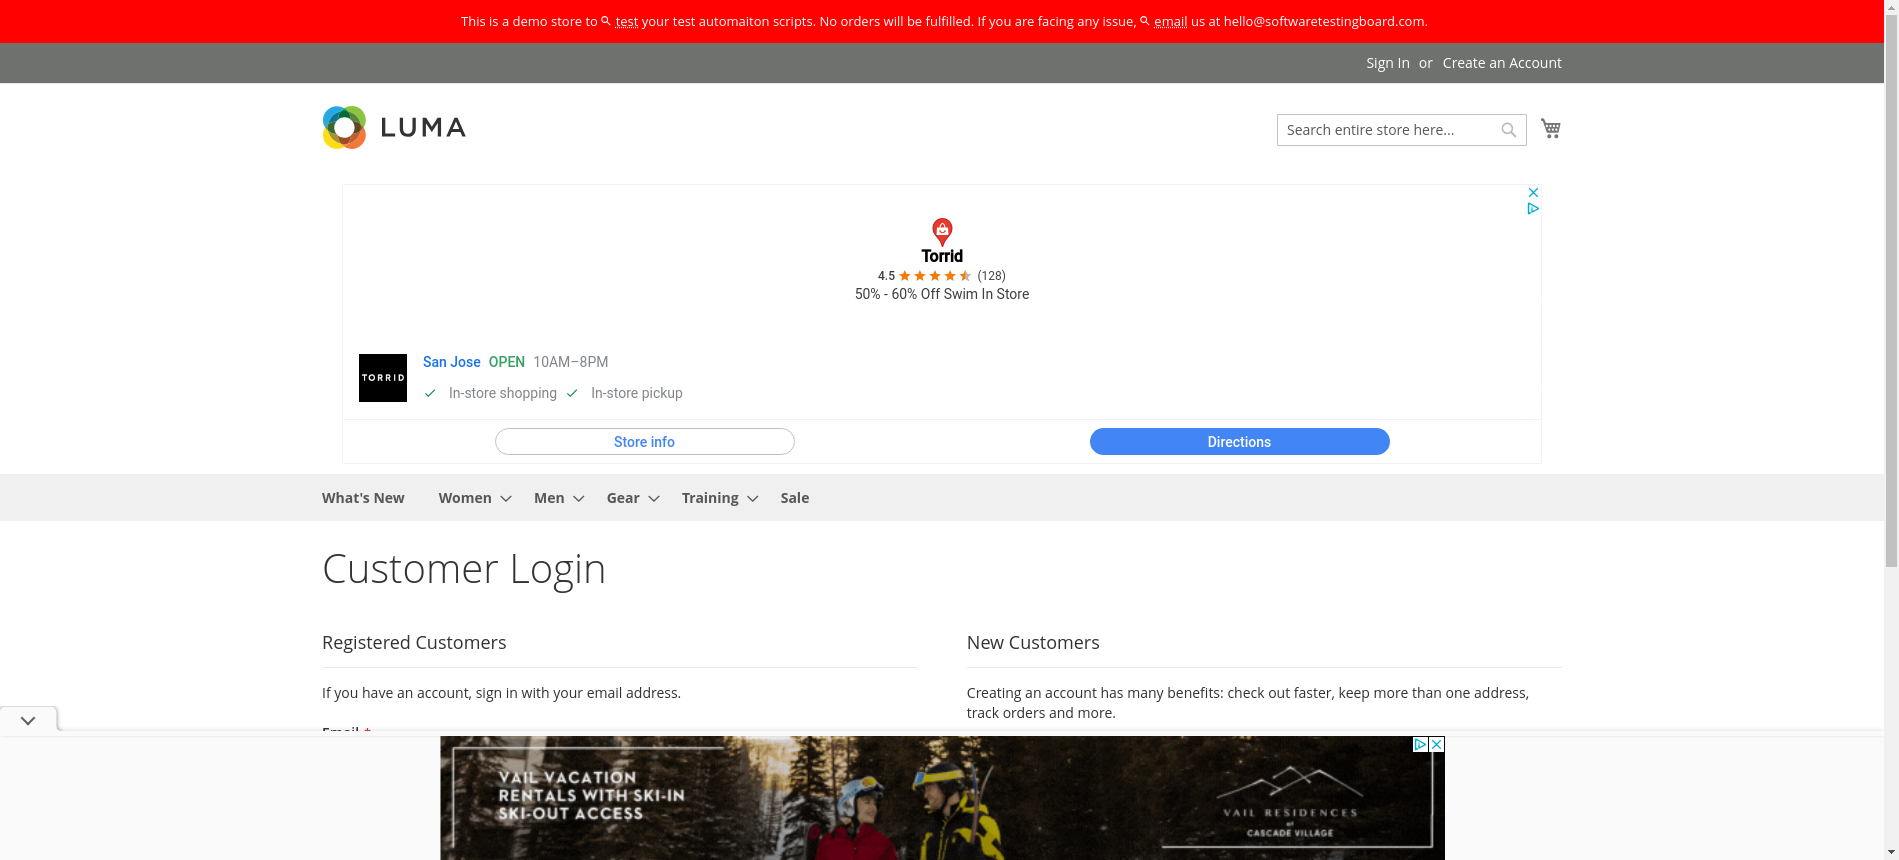 This is a demo store to test your test automaiton scripts. No orders will be fulfilled. If you are facing any issue, email us at hello@softwaretestingboard.com.
Sign In or Create an Account
LUMA
Search entire store here...
Torrid
4.5 (128)
50% - 60% Off Swim In Store
TORRID
San Jose OPEN 10AM–8PM
In-store shopping In-store pickup
Store info
Directions
What's New Women Men Gear Training Sale
Customer Login
Registered Customers
If you have an account, sign in with your email address.
Email *
New Customers
Creating an account has many benefits: check out faster, keep more than one address,
track orders and more.
VAIL VACATION
RENTALS WITH SKI-IN
SKI-OUT ACCESS
VAIL RESIDENCES
at
CASCADE VILLAGE